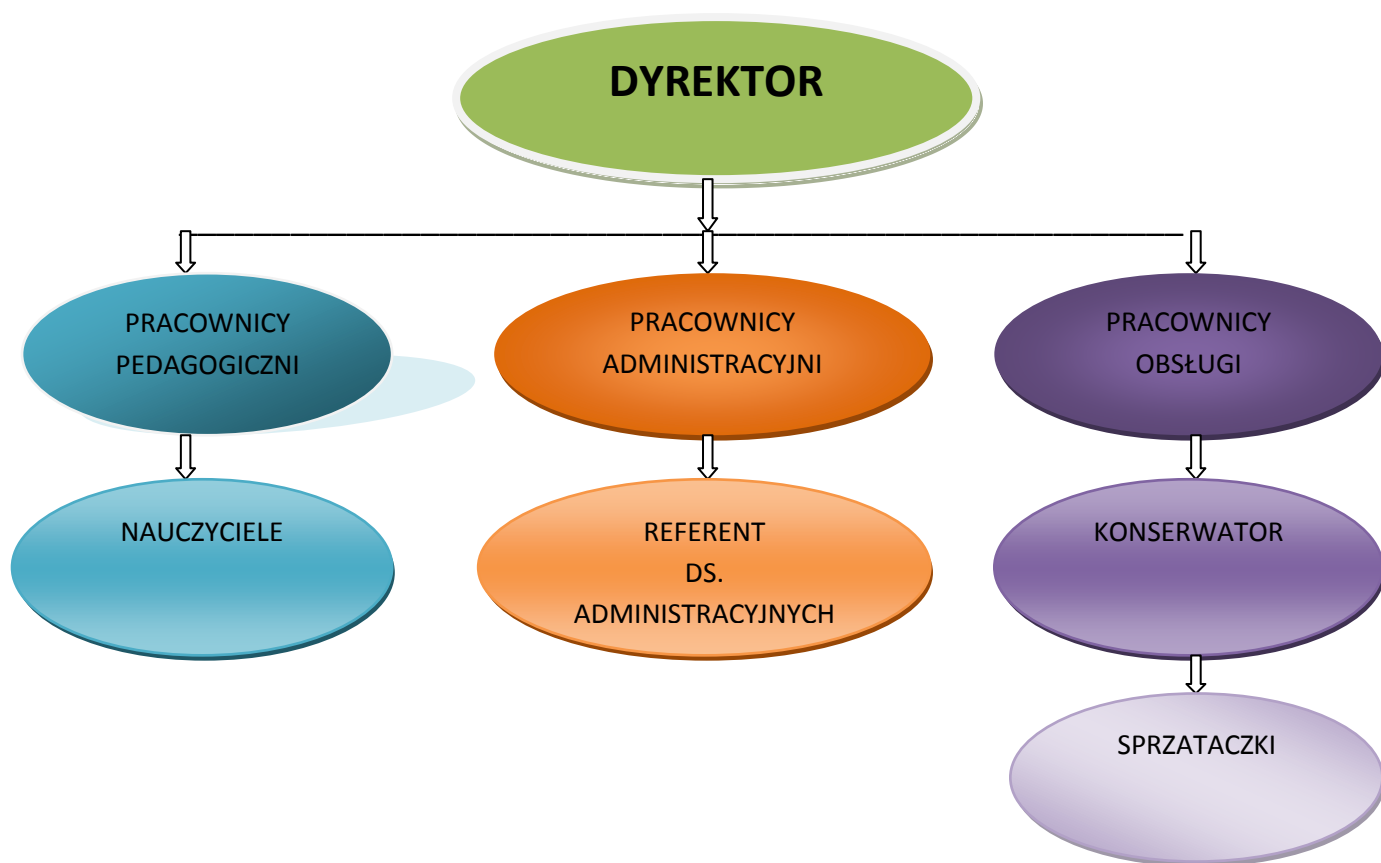 DYREKTOR
PRACOWNICY
PEDAGOGICZNI
PRACOWNICY
ADMINISTRACYJNI
PRACOWNICY
OBSŁUGI
NAUCZYCIELE
REFERENT
DS.
ADMINISTRACYJNYCH
KONSERWATOR
SPRZATACZKI